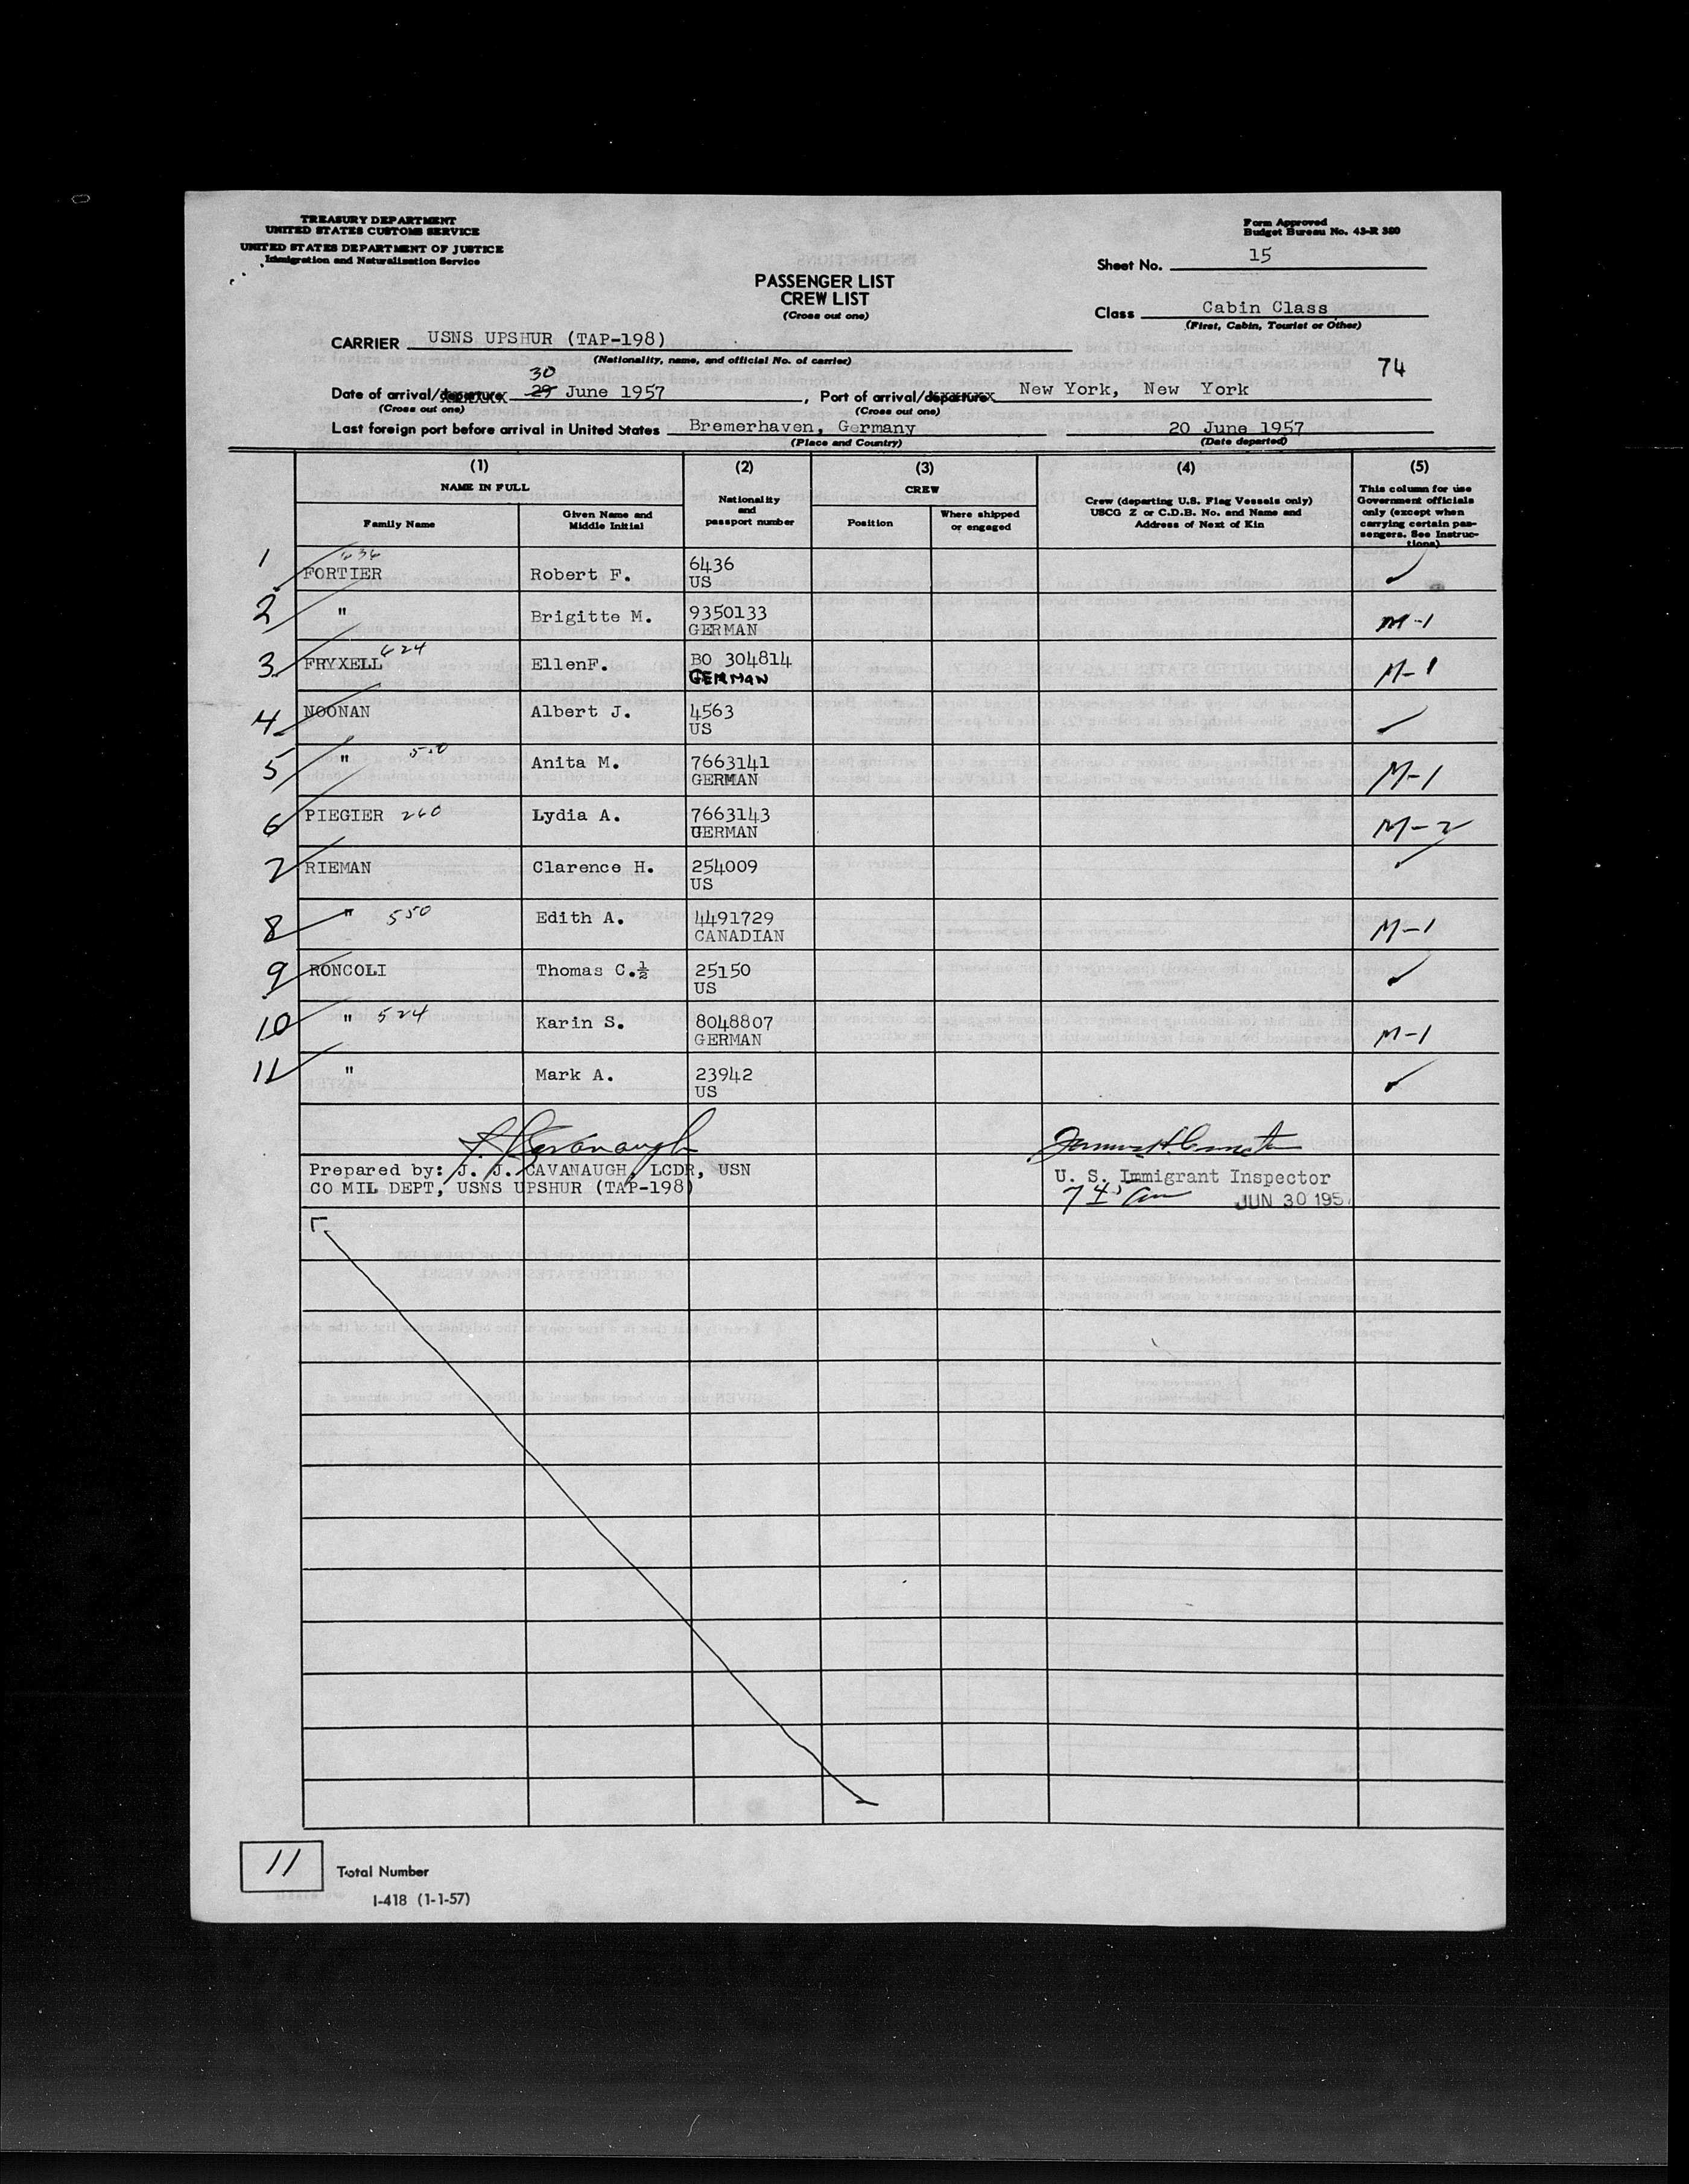 TREASURY DEPARTMENT
UNITED STATES CUSTOMS SERVICE
UNITED STATES DEPARTMENT OF JUSTICE
Immigration and Naturalization Service
Form Approved
Budget Bureau No. 43-R 360
Sheet No. 15
PASSENGER LIST
CREW LIST
(Cross out one)
Class Cabin Class
(First, Cabin, Tourist or Other)
CARRIER USNS UPSHUR (TAP-198)
(Nationality, name, and official No. of carrier)
74
30
Date of arrival/departure 29 June 1957, Port of arrival/departure New York, New York
(Cross out one) (Cross out one)
Last foreign port before arrival in United States Bremerhaven, Germany 20 June 1957
(Place and Country) (Date departed)
(1) (2) (3) (4) (5)
NAME IN FULL
Family Name
Given Name and Middle Initial
Nationality and passport number
CREW
Position
Where shipped or engaged
Crew (departing U.S. Flag Vessels only)
USCG Z or C.D.B. No. and Name and
Address of Next of Kin
This column for use
Government officials
only (except when
carrying certain pas-
sengers. See Instruc-
tions)
636
1 FORTIER Robert F. 6436 ✓
US
2 " Brigitte M. 9350133 M-1
GERMAN
3 FRYXELL 624 EllenF. BO 304814 M-1
GERMAN
4 NOONAN Albert J. 4563 ✓
US
5 " 550 Anita M. 7663141 M-1
GERMAN
6 PIEGIER 260 Lydia A. 7663143 M-2
GERMAN
7 RIEMAN Clarence H. 254009 ✓
US
8 " 550 Edith A. 4491729 M-1
CANADIAN
9 RONCOLI Thomas C.½ 25150 ✓
US
10 " 524 Karin S. 8048807 M-1
GERMAN
11 " Mark A. 23942 ✓
US
Prepared by: J. J. CAVANAUGH, LCDR, USN
CO MIL DEPT, USNS UPSHUR (TAP-198)
U. S. Immigrant Inspector
JUN 30 195
11 Total Number
I-418 (1-1-57)